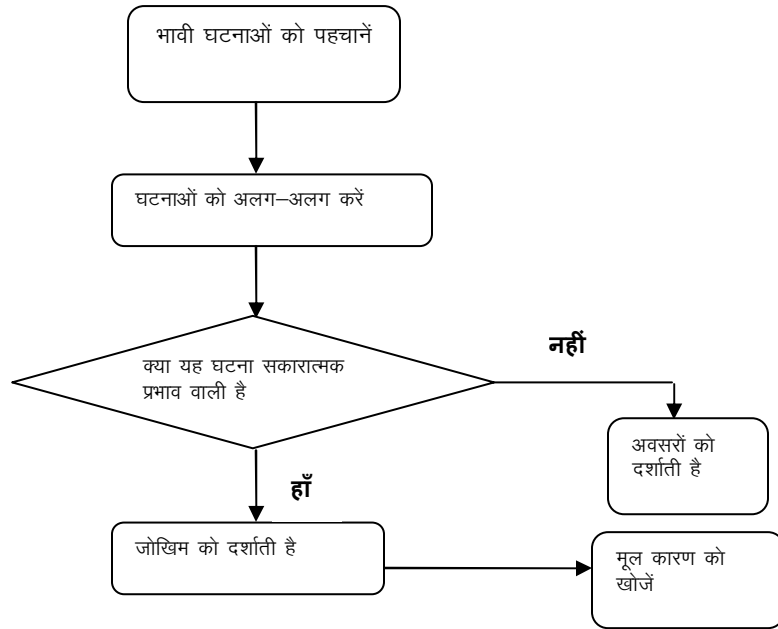 भावी घटनाओं को पहचानें
घटनाओं को अलग–अलग करें
क्या यह घटना सकारात्मक
प्रभाव वाली है
नहीं
अवसरों को
दर्शाती है
हाँ
जोखिम को दर्शाती है
मूल कारण को
खोजें